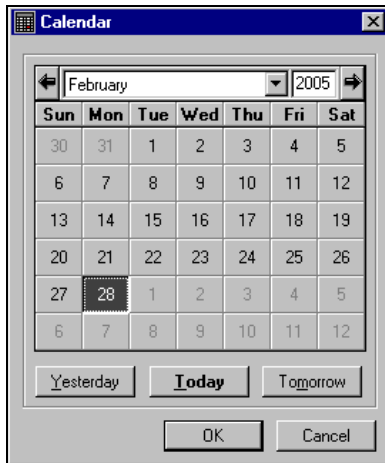 Calendar
February 2005
Sun Mon Tue Wed Thu Fri Sat
30 31 1 2 3 4 5
6 7 8 9 10 11 12
13 14 15 16 17 18 19
20 21 22 23 24 25 26
27 28 1 2 3 4 5
6 7 8 9 10 11 12
Yesterday Today Tomorrow
OK Cancel